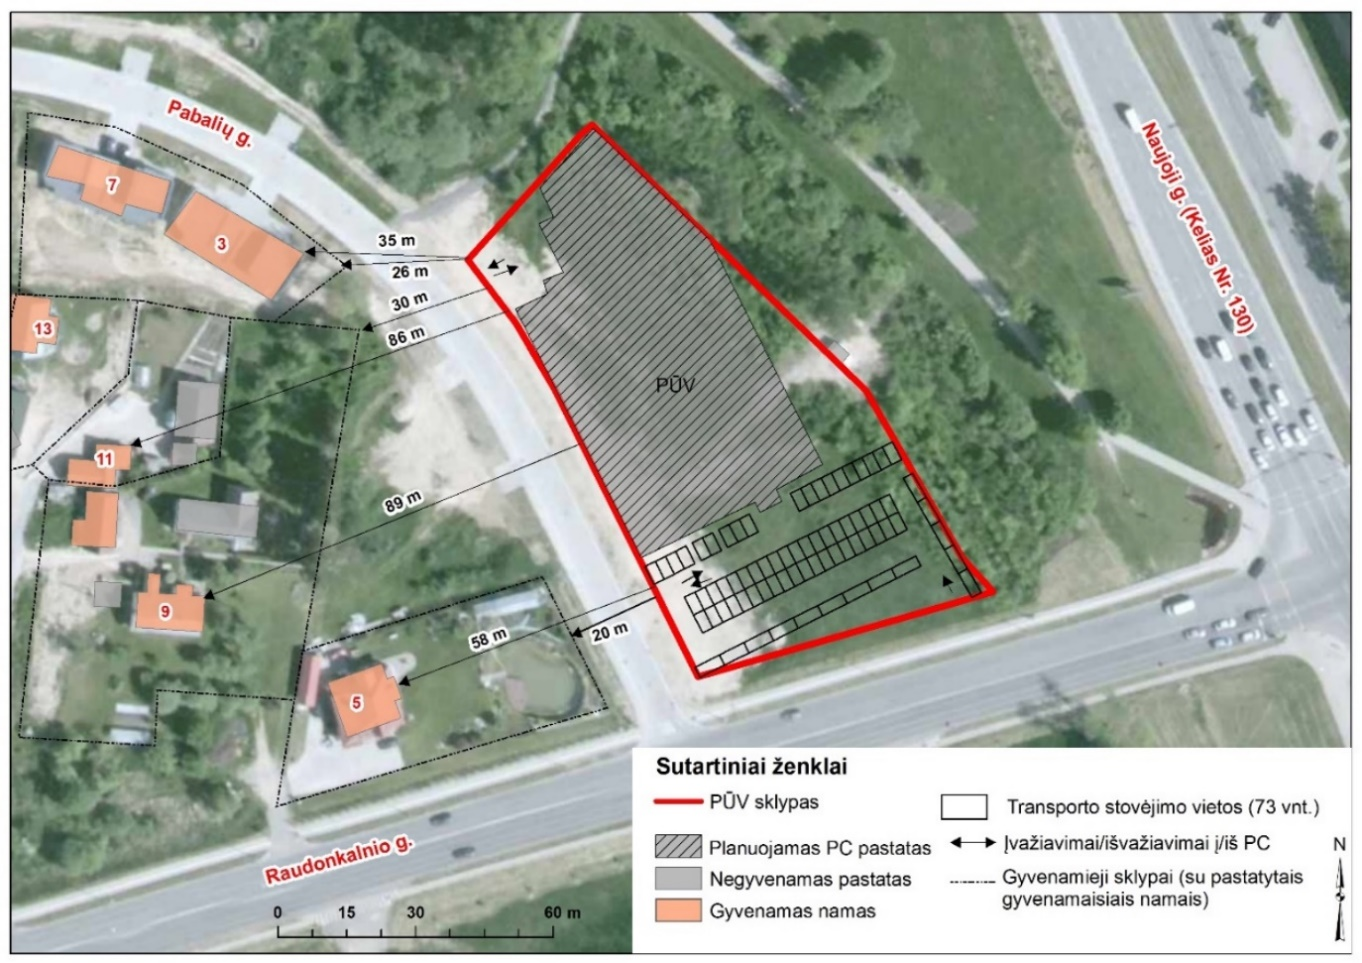 Pabalių g.
Naujoji g. (Kelias Nr. 130)
7
3
35 m
26 m
30 m
86 m
13
PŪV
11
89 m
9
58 m
20 m
5
Raudonkalnio g.
0 15 30 60 m
Sutartiniai ženklai
PŪV sklypas
Planuojamas PC pastatas
Negyvenamas pastatas
Gyvenamas namas
Transporto stovėjimo vietos (73 vnt.)
Įvažiavimai/išvažiavimai į/iš PC
Gyvenamieji sklypai (su pastatytais
gyvenamaisiais namais)
N